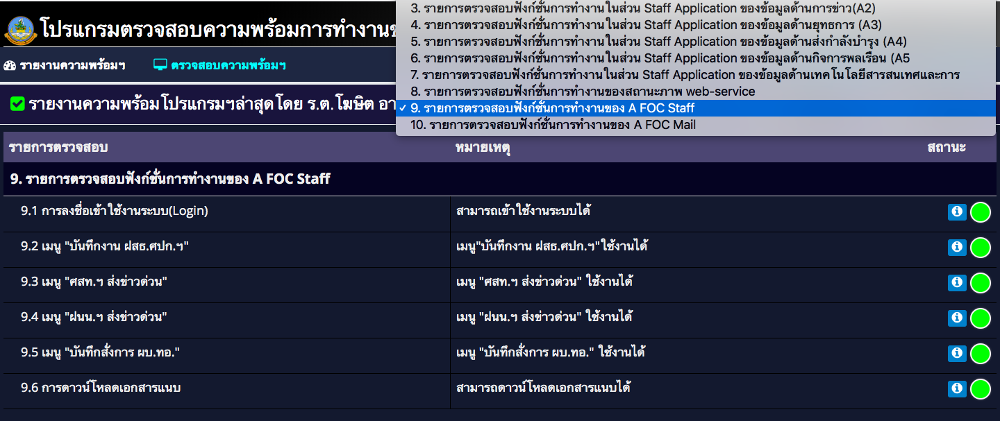 โปรแกรมตรวจสอบความพร้อมการทำงาน
3. รายการตรวจสอบฟังก์ชั่นการทำงานในส่วน Staff Application ของข้อมูลด้านการข่าว(A2)
4. รายการตรวจสอบฟังก์ชั่นการทำงานในส่วน Staff Application ของข้อมูลด้านยุทธการ (A3)
5. รายการตรวจสอบฟังก์ชั่นการทำงานในส่วน Staff Application ของข้อมูลด้านส่งกำลังบำรุง (A4)
6. รายการตรวจสอบฟังก์ชั่นการทำงานในส่วน Staff Application ของข้อมูลด้านกิจการพลเรือน (A5
7. รายการตรวจสอบฟังก์ชั่นการทำงานในส่วน Staff Application ของข้อมูลด้านเทคโนโลยีสารสนเทศและการ
8. รายการตรวจสอบฟังก์ชั่นการทำงานของสถานะภาพ web-service
✓ 9. รายการตรวจสอบฟังก์ชั่นการทำงานของ A FOC Staff
10. รายการตรวจสอบฟังก์ชั่นการทำงานของ A FOC Mail
รายงานความพร้อมฯ ตรวจสอบความพร้อมฯ
รายงานความพร้อมโปรแกรมฯล่าสุดโดย ร.ต.โฆษิต
รายการตรวจสอบ หมายเหตุ สถานะ
9. รายการตรวจสอบฟังก์ชั่นการทำงานของ A FOC Staff
9.1 การลงชื่อเข้าใช้งานระบบ(Login) สามารถเข้าใช้งานระบบได้
9.2 เมนู "บันทึกงาน ฝสธ.ศปก.ฯ" เมนู"บันทึกงาน ฝสธ.ศปก.ฯ"ใช้งานได้
9.3 เมนู "ศสท.ฯ ส่งข่าวด่วน" เมนู "ศสท.ฯ ส่งข่าวด่วน" ใช้งานได้
9.4 เมนู "ฝนน.ฯ ส่งข่าวด่วน" เมนู "ฝนน.ฯ ส่งข่าวด่วน" ใช้งานได้
9.5 เมนู "บันทึกสั่งการ ผบ.ทอ." เมนู "บันทึกสั่งการ ผบ.ทอ." ใช้งานได้
9.6 การดาวน์โหลดเอกสารแนบ สามารถดาวน์โหลดเอกสารแนบได้